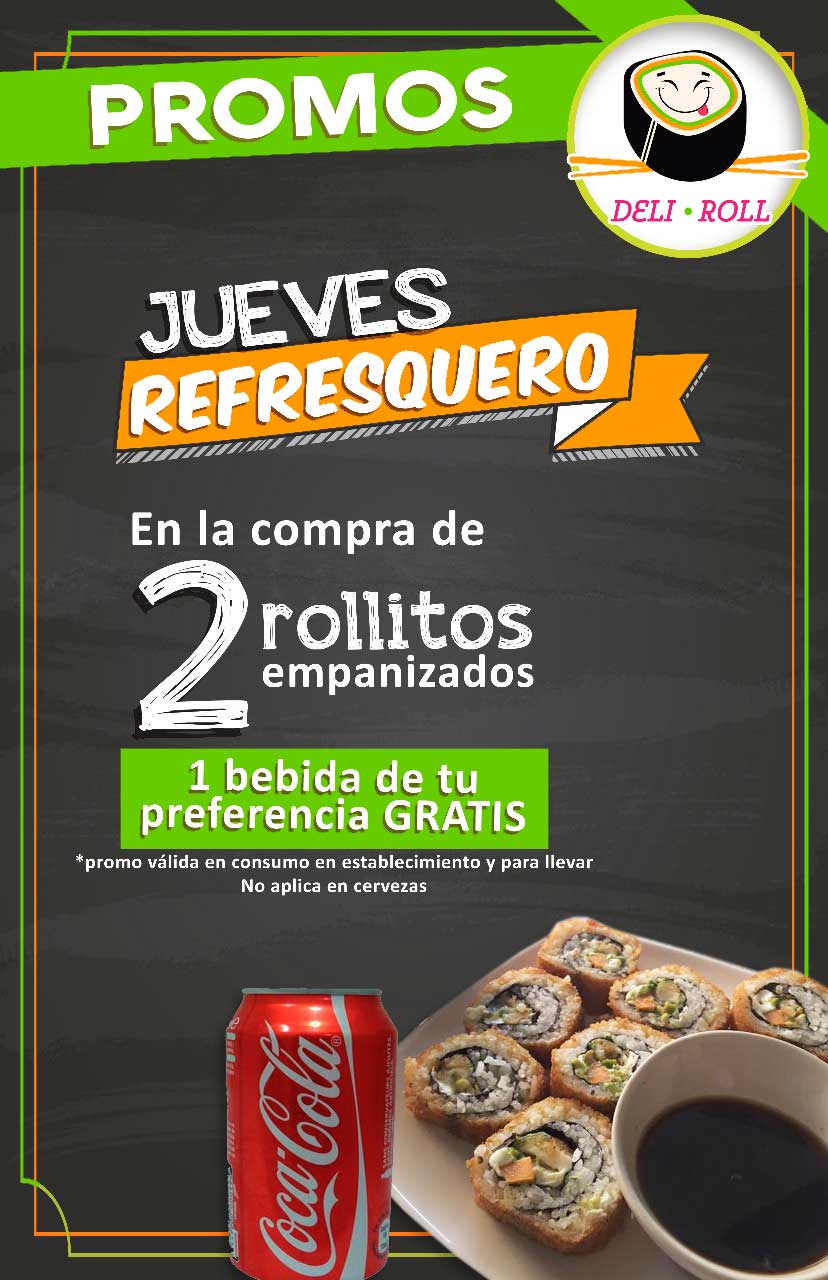 PROMOS
DELI • ROLL
JUEVES
REFRESQUERO
En la compra de
2 rollitos
empanizados
1 bebida de tu
preferencia GRATIS
*promo válida en consumo en establecimiento y para llevar
No aplica en cervezas
Coca-Cola®